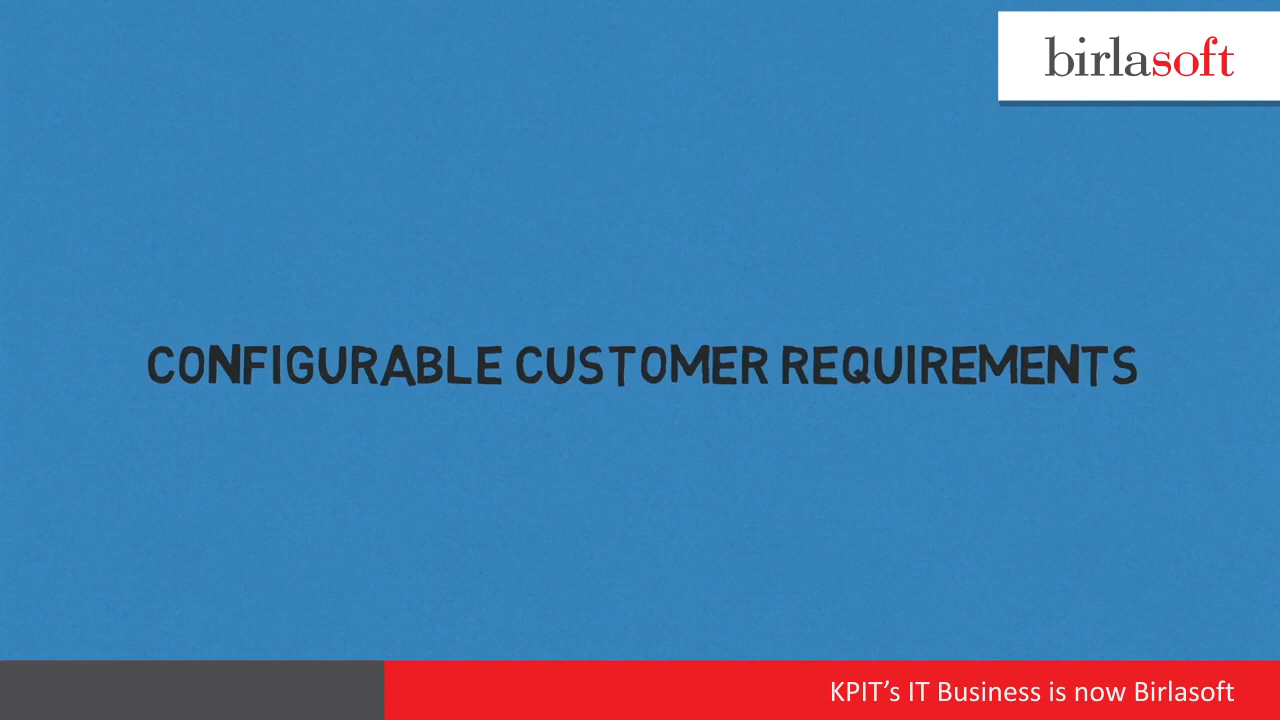 birlasoft
CONFIGURABLE CUSTOMER REQUIREMENTS
KPIT’s IT Business is now Birlasoft